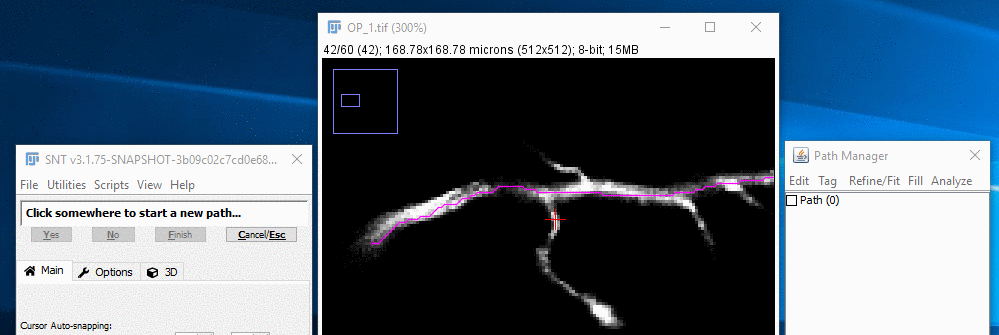 OP_1.tif (300%)
42/60 (42); 168.78x168.78 microns (512x512); 8-bit; 15MB
SNT v3.1.75-SNAPSHOT-3b09c02c7cd0e68...
File Utilities Scripts View Help
Click somewhere to start a new path...
Yes No Finish Cancel/Esc
Main Options 3D
Cursor Auto-snapping:
Path Manager
Edit Tag Refine/Fit Fill Analyze
Path (0)